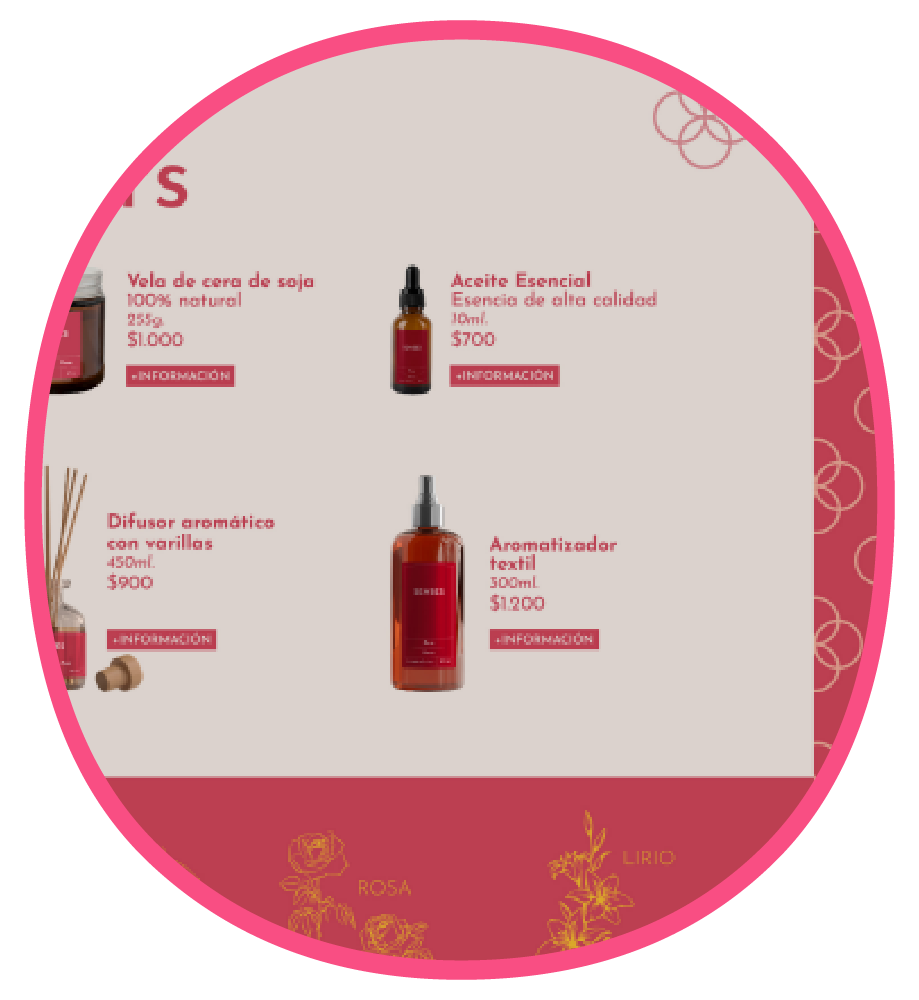 S
Vela de cera de soja
100% natural
255g.
$1.000
+INFORMACIÓN
Aceite Esencial
Esencia de alta calidad
10ml.
$700
+INFORMACIÓN
Difusor aromático
con varillas
450ml.
$900
+INFORMACIÓN
Aromatizador
textil
300ml.
$1.200
+INFORMACIÓN
ROSA
LIRIO